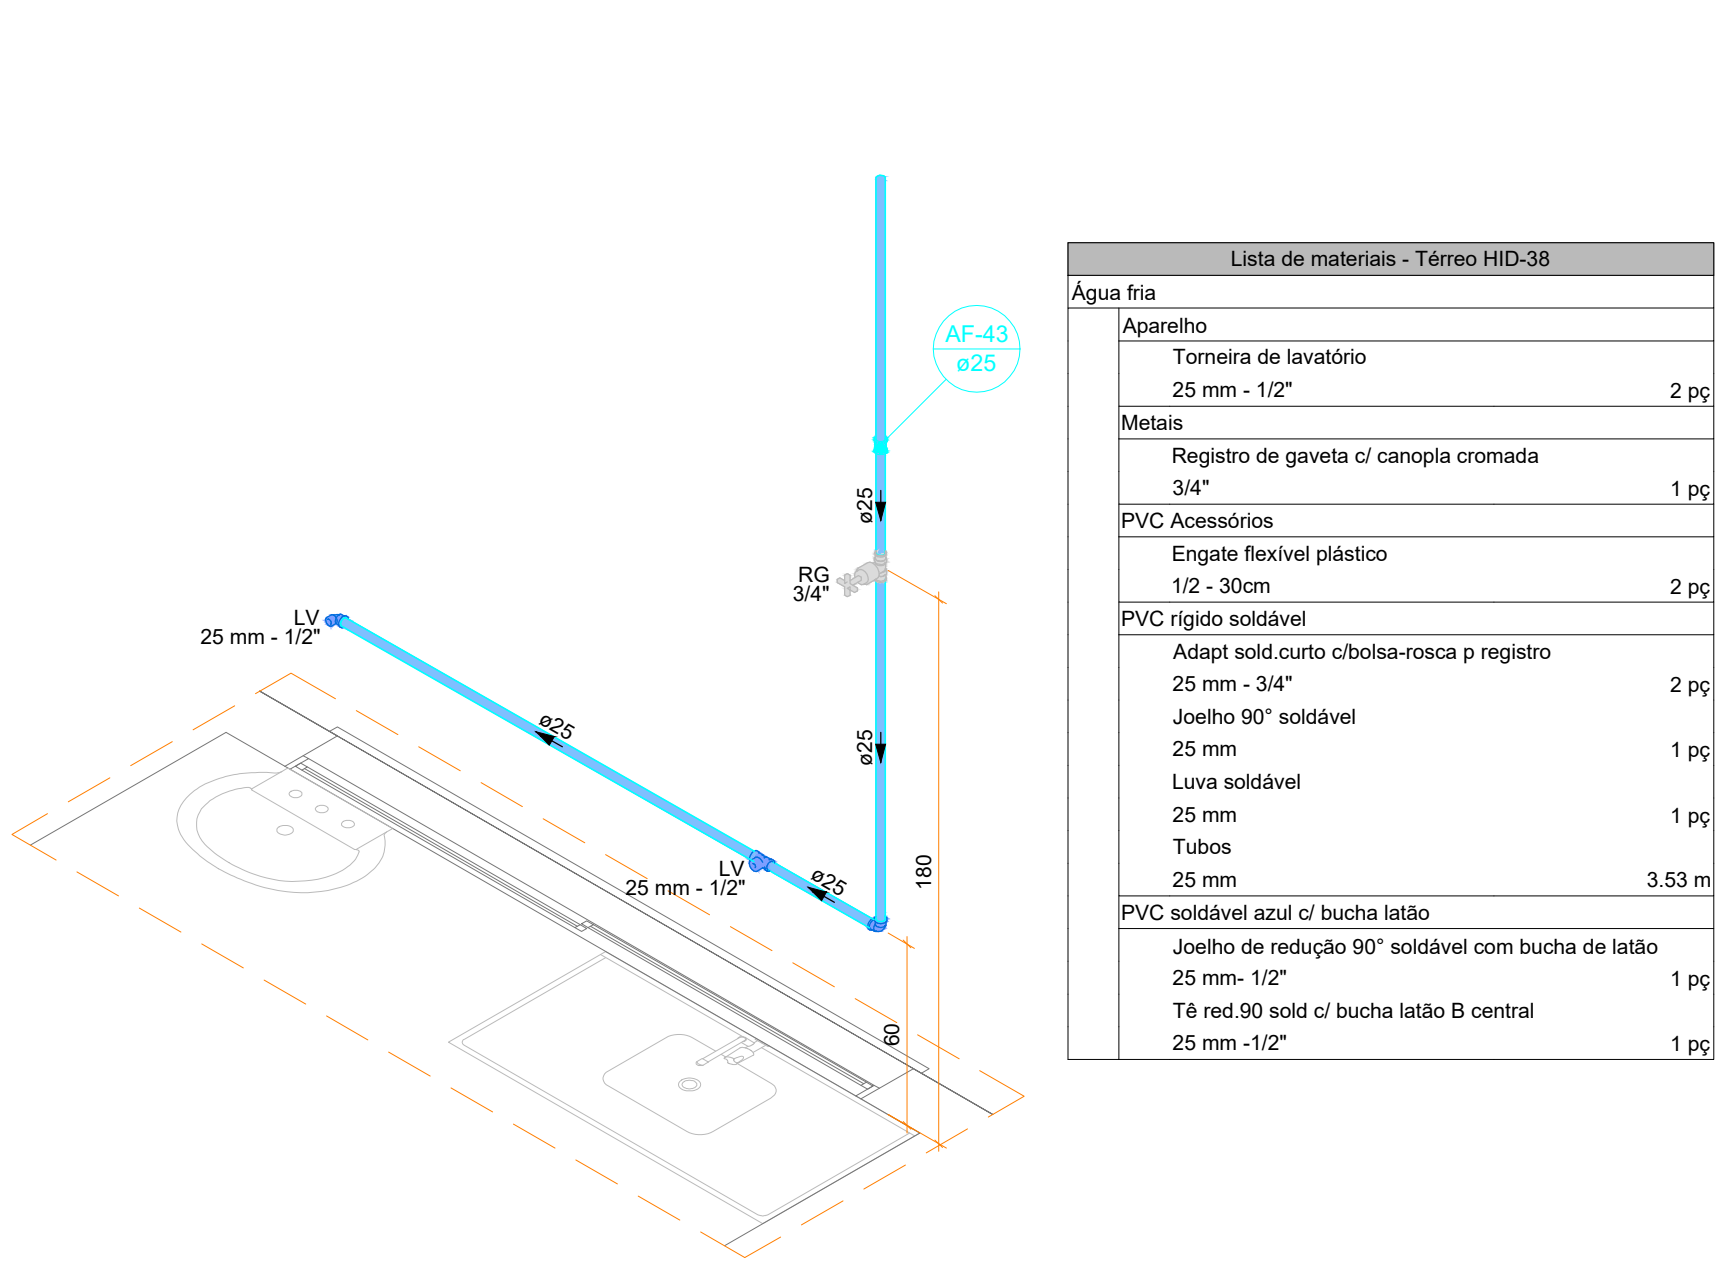 AF-43
ø25
ø25
RG
3/4"
LV
25 mm - 1/2"
ø25
ø25
LV
25 mm - 1/2"
ø25
180
60
Lista de materiais - Térreo HID-38
Água fria
Aparelho
Torneira de lavatório
25 mm - 1/2" 2 pç
Metais
Registro de gaveta c/ canopla cromada
3/4" 1 pç
PVC Acessórios
Engate flexível plástico
1/2 - 30cm 2 pç
PVC rígido soldável
Adapt sold.curto c/bolsa-rosca p registro
25 mm - 3/4" 2 pç
Joelho 90° soldável
25 mm 1 pç
Luva soldável
25 mm 1 pç
Tubos
25 mm 3.53 m
PVC soldável azul c/ bucha latão
Joelho de redução 90° soldável com bucha de latão
25 mm- 1/2" 1 pç
Tê red.90 sold c/ bucha latão B central
25 mm -1/2" 1 pç